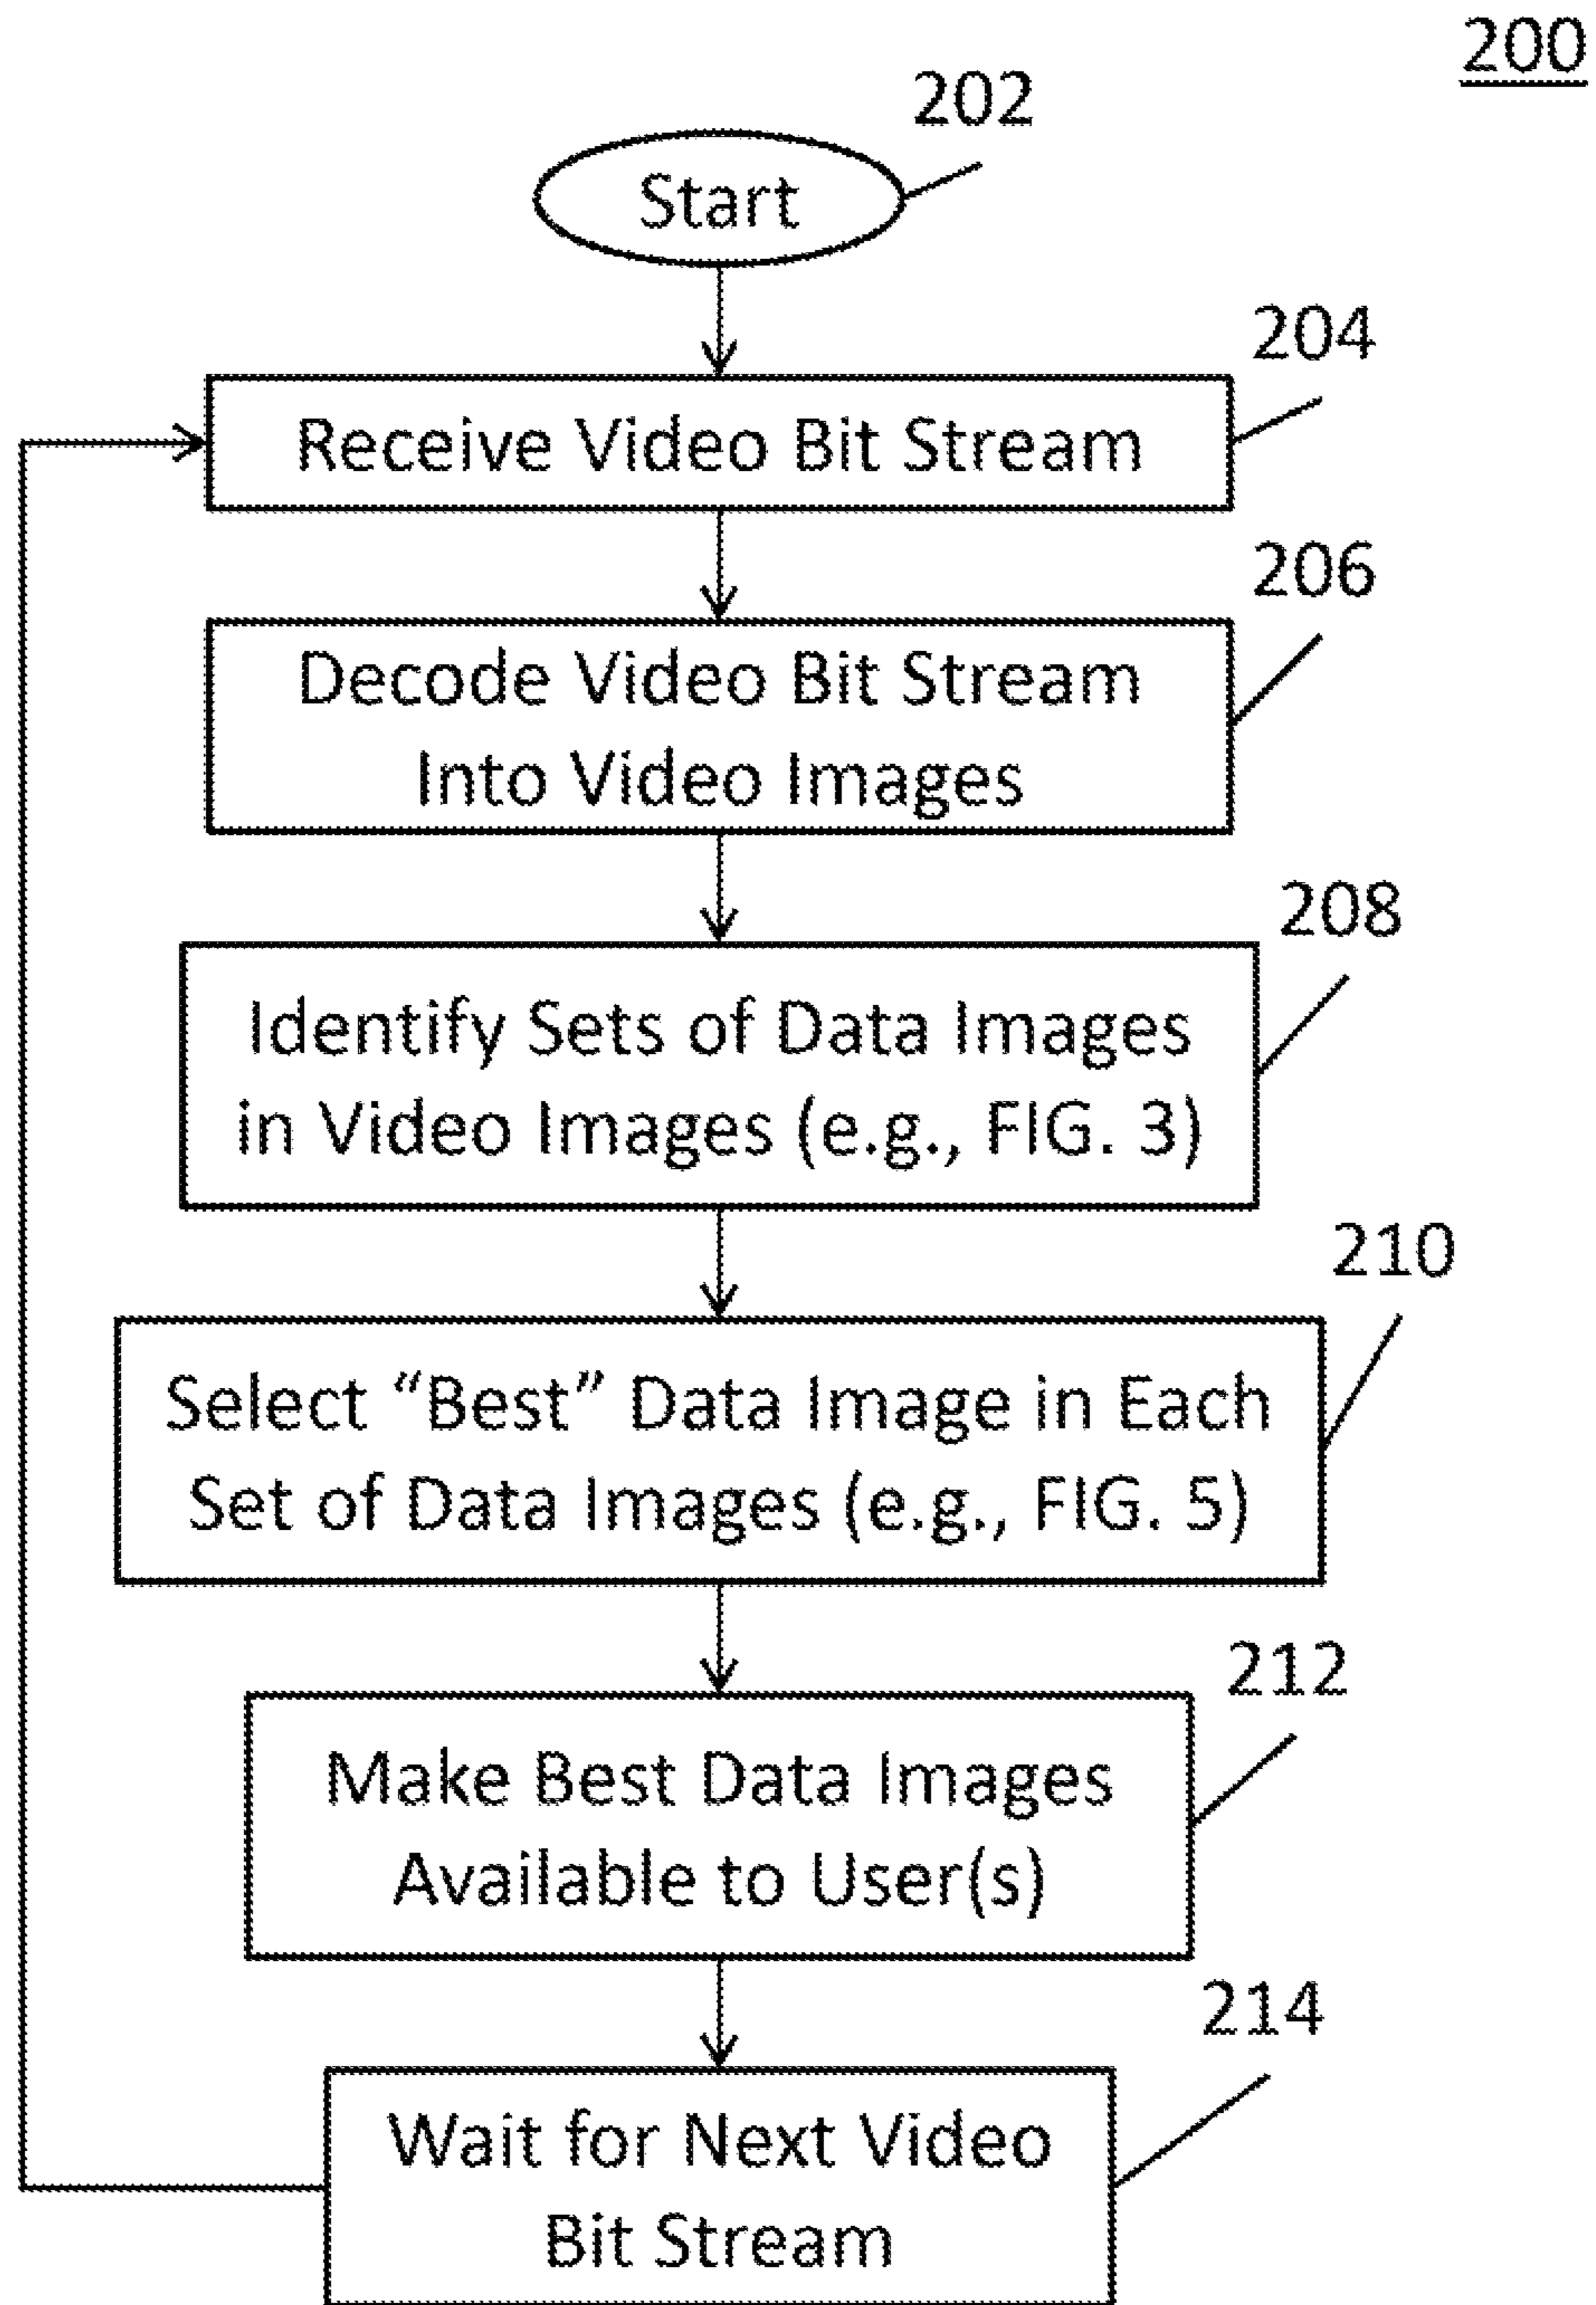 200
202
Start
204
Receive Video Bit Stream
206
Decode Video Bit Stream
Into Video Images
208
Identify Sets of Data Images
in Video Images (e.g., FIG. 3)
210
Select “Best” Data Image in Each
Set of Data Images (e.g., FIG. 5)
212
Make Best Data Images
Available to User(s)
214
Wait for Next Video
Bit Stream